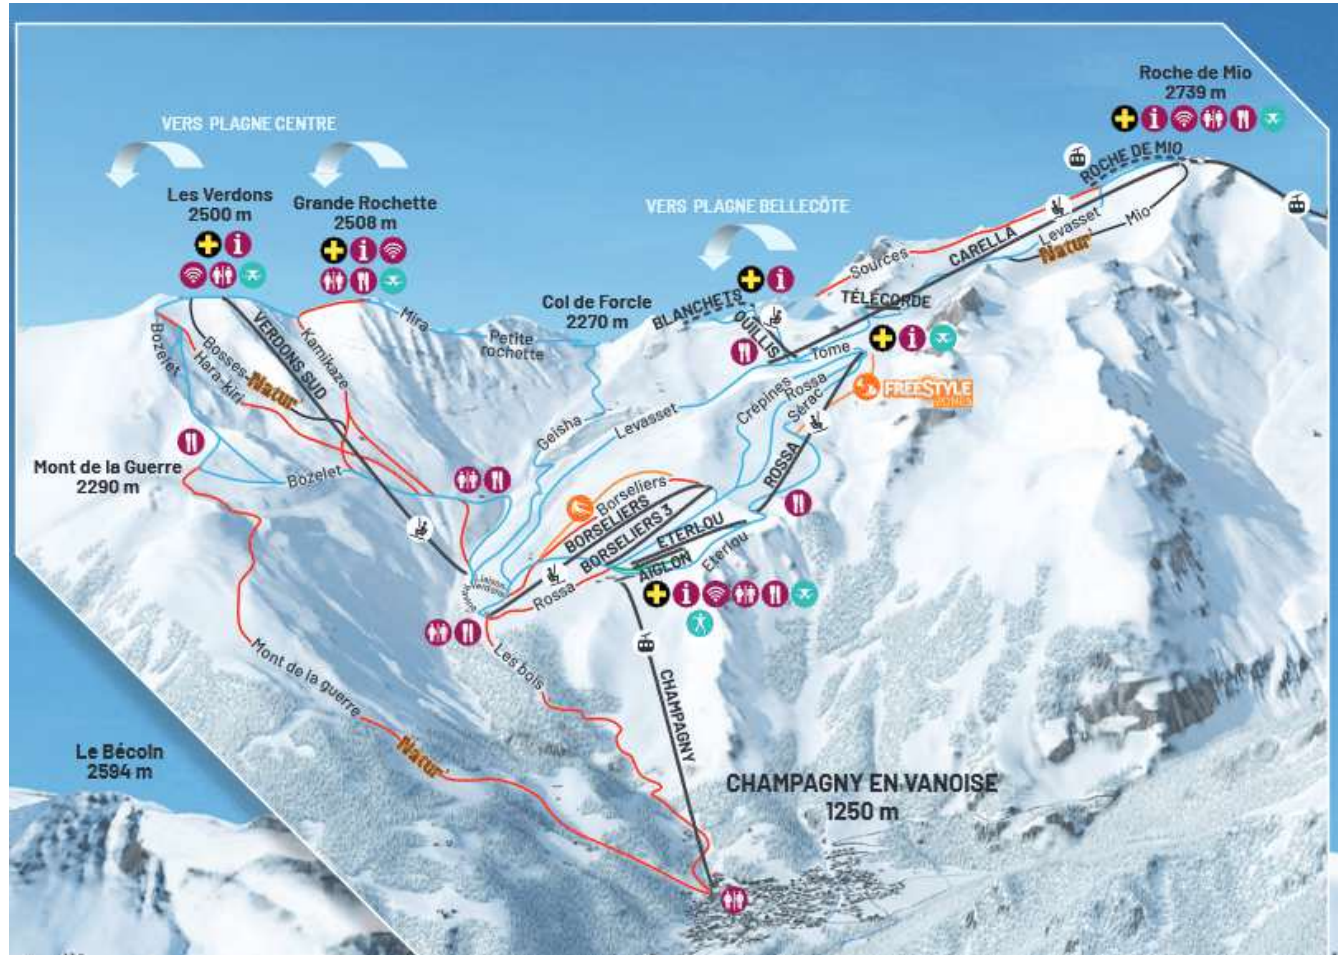 Roche de Mio
2739 m
VERS PLAGNE CENTRE
Les Verdons
2500 m
Grande Rochette
2508 m
VERS PLAGNE BELLECÔTE
ROCHE DE MIO
Levasset
Mio
Natur'
CARELLA
Sources
TÉLÉCORDE
Col de Forcle
2270 m
BLANCHETS
QUILLIS
Tome
Mira
Petite
rochette
Kamikaze
VERDONS SUD
Bosses
Natur'
Hara-kiri
Bozelet
Crépines
Rossa
Sérac
FREESTYLE
ROSSA
Levasset
Geisha
Mont de la Guerre
2290 m
Bozelet
Borseliers
BORSELIERS
BORSELIERS 3
ETERLOU
AIGLON
Eterlou
Rossa
Liaison
Verdons
Les bois
Mont de la guerre
Natur'
CHAMPAGNY
Le Bécoin
2594 m
CHAMPAGNY EN VANOISE
1250 m